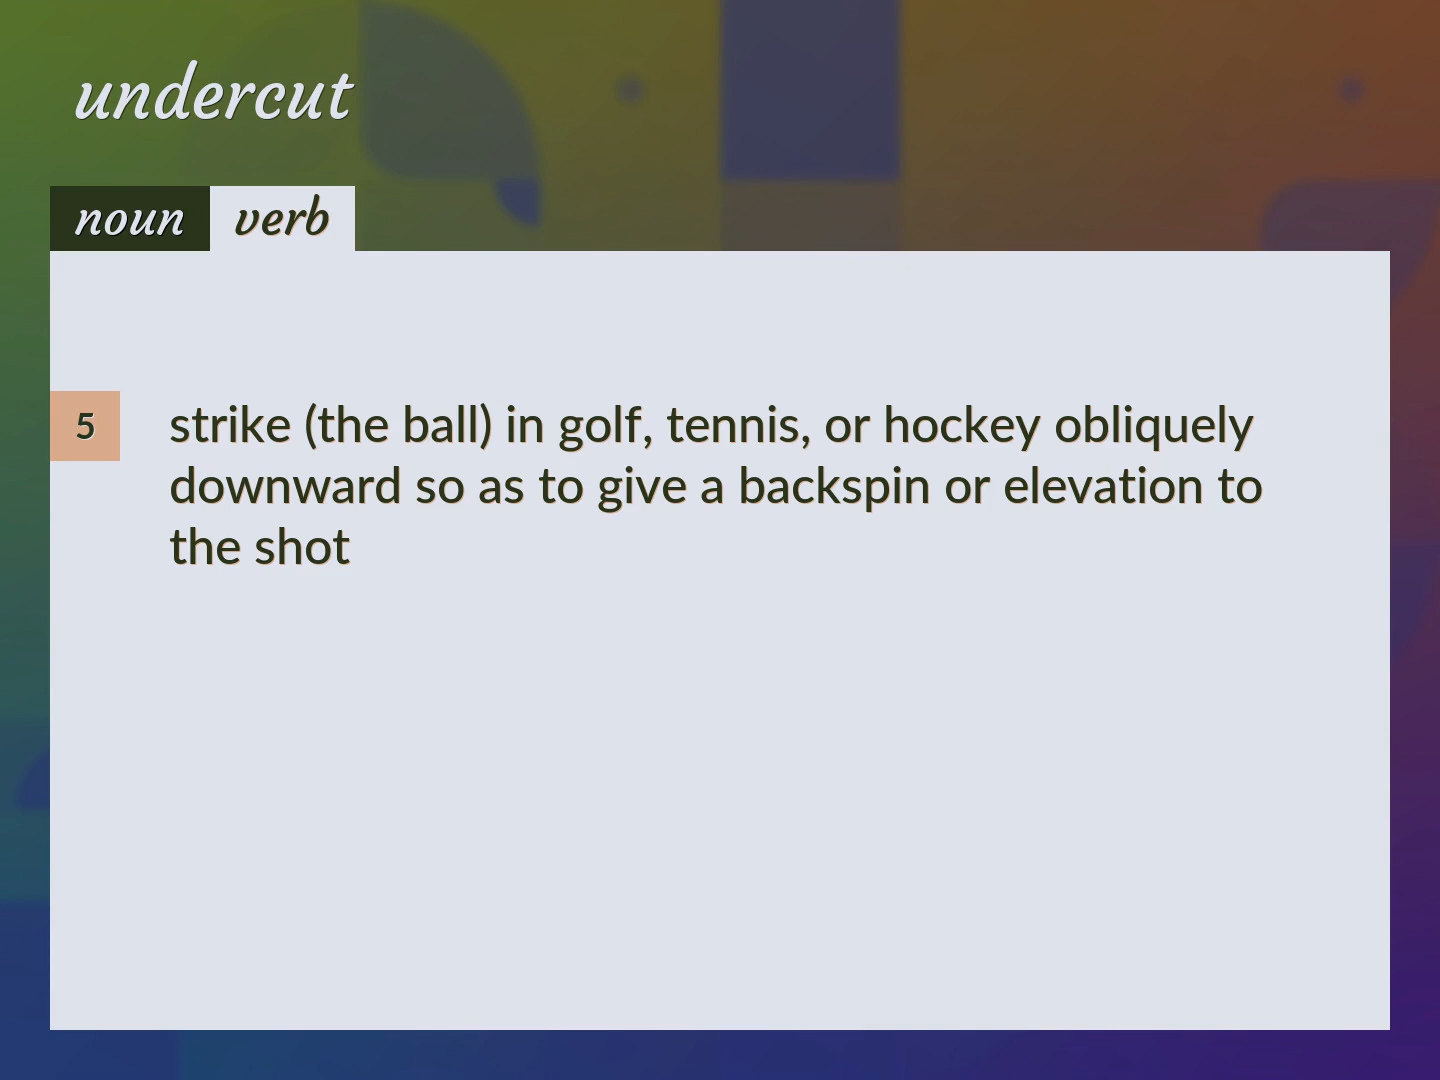 undercut
noun verb
5 strike (the ball) in golf, tennis, or hockey obliquely
downward so as to give a backspin or elevation to
the shot